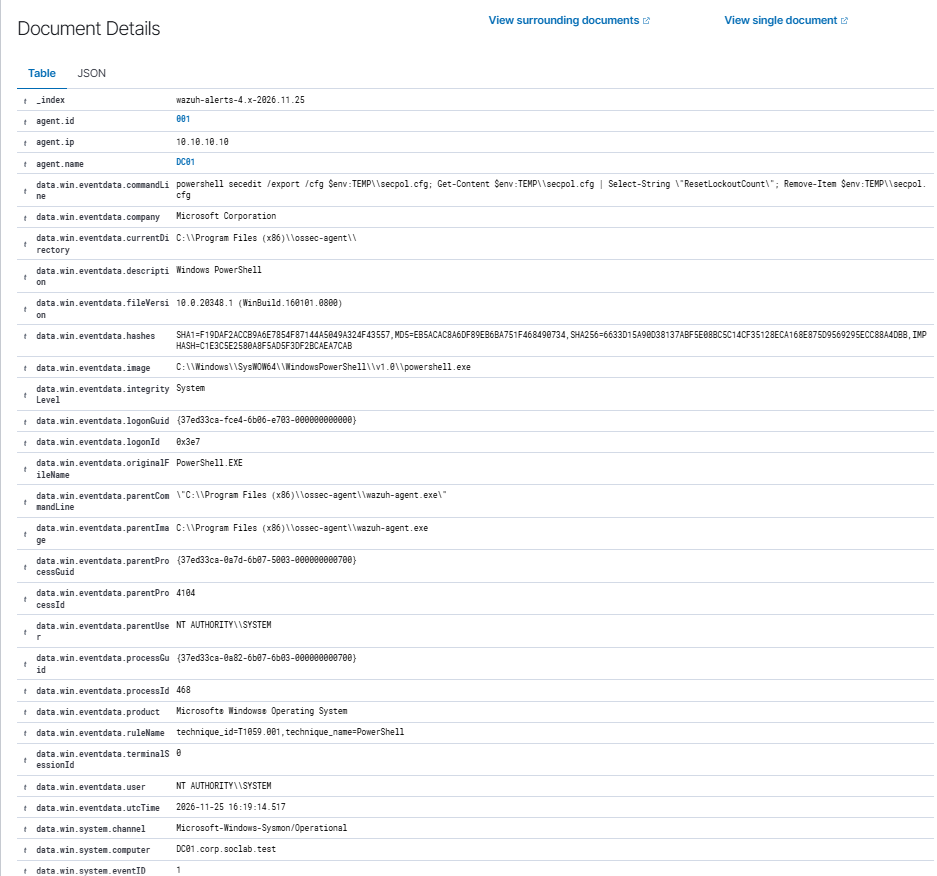 Document Details
View surrounding documents
View single document
Table
JSON
t _index wazuh-alerts-4.x-2026.11.25
t agent.id 001
t agent.ip 10.10.10.10
t agent.name DC01
t data.win.eventdata.commandLi powershell secedit /export /cfg $env:TEMP\\secpol.cfg; Get-Content $env:TEMP\\secpol.cfg | Select-String \"ResetLockoutCount\"; Remove-Item $env:TEMP\\secpol.
ne cfg
t data.win.eventdata.company Microsoft Corporation
t data.win.eventdata.currentDi C:\\Program Files (x86)\\ossec-agent\\
rectory
t data.win.eventdata.descripti Windows PowerShell
on
t data.win.eventdata.fileVersi 10.0.20348.1 (WinBuild.160101.0800)
on
t data.win.eventdata.hashes SHA1=F19DAF2ACCB9A6E7854F87144A5049A324F43557,MD5=EB5ACAC8A6DF89EB6BA751F468490734,SHA256=6633D15A90D38137ABF5E08BC5C14CF35128ECA168E875D9569295ECC88A4DBB,IMP
HASH=C1E3C5E2580A8F5AD5F3DF2BCAEA7CAB
t data.win.eventdata.image C:\\Windows\\SysWOW64\\WindowsPowerShell\\v1.0\\powershell.exe
t data.win.eventdata.integrity System
Level
t data.win.eventdata.logonGuid {37ed33ca-fce4-6b06-e703-000000000000}
t data.win.eventdata.logonId 0x3e7
t data.win.eventdata.originalF PowerShell.EXE
ileName
t data.win.eventdata.parentCom \"C:\\Program Files (x86)\\ossec-agent\\wazuh-agent.exe\"
mandLine
t data.win.eventdata.parentIma C:\\Program Files (x86)\\ossec-agent\\wazuh-agent.exe
ge
t data.win.eventdata.parentPro {37ed33ca-0a7d-6b07-5003-000000000700}
cessGuid
t data.win.eventdata.parentPro 4104
cessId
t data.win.eventdata.parentUse NT AUTHORITY\\SYSTEM
r
t data.win.eventdata.processGu {37ed33ca-0a82-6b07-6b03-000000000700}
id
t data.win.eventdata.processId 468
t data.win.eventdata.product Microsoft® Windows® Operating System
t data.win.eventdata.ruleName technique_id=T1059.001,technique_name=PowerShell
t data.win.eventdata.terminalS 0
essionId
t data.win.eventdata.user NT AUTHORITY\\SYSTEM
t data.win.eventdata.utcTime 2026-11-25 16:19:14.517
t data.win.system.channel Microsoft-Windows-Sysmon/Operational
t data.win.system.computer DC01.corp.soclab.test
t data.win.system.eventID 1